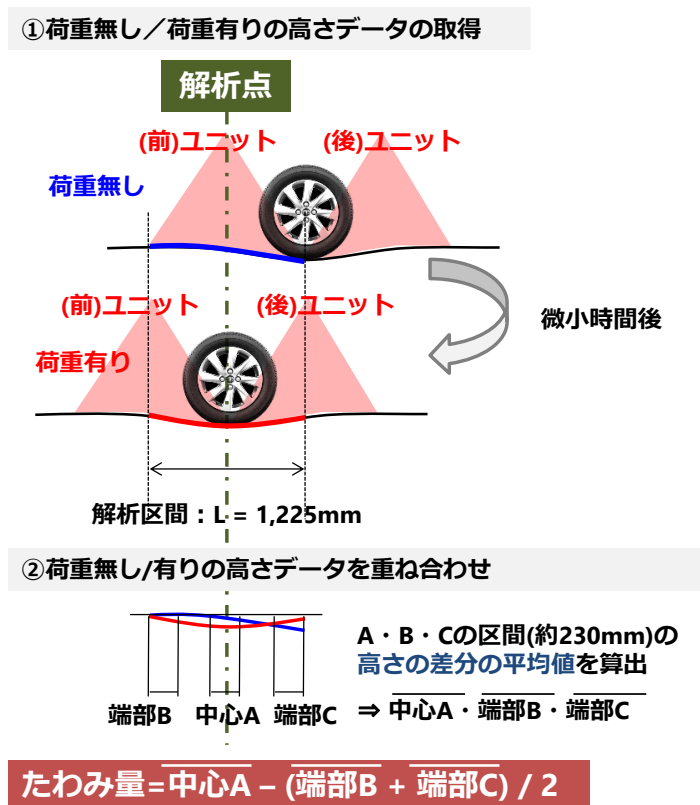 ①荷重無し／荷重有りの高さデータの取得
解析点
(前)ユニット
(後)ユニット
荷重無し
(前)ユニット
(後)ユニット
微小時間後
荷重有り
解析区間：L = 1,225mm
②荷重無し/有りの高さデータを重ね合わせ
A・B・Cの区間(約230mm)の
高さの差分の平均値を算出
端部B
中心A
端部C
⇒ 中心A・端部B・端部C
たわみ量=中心A – (端部B + 端部C) / 2